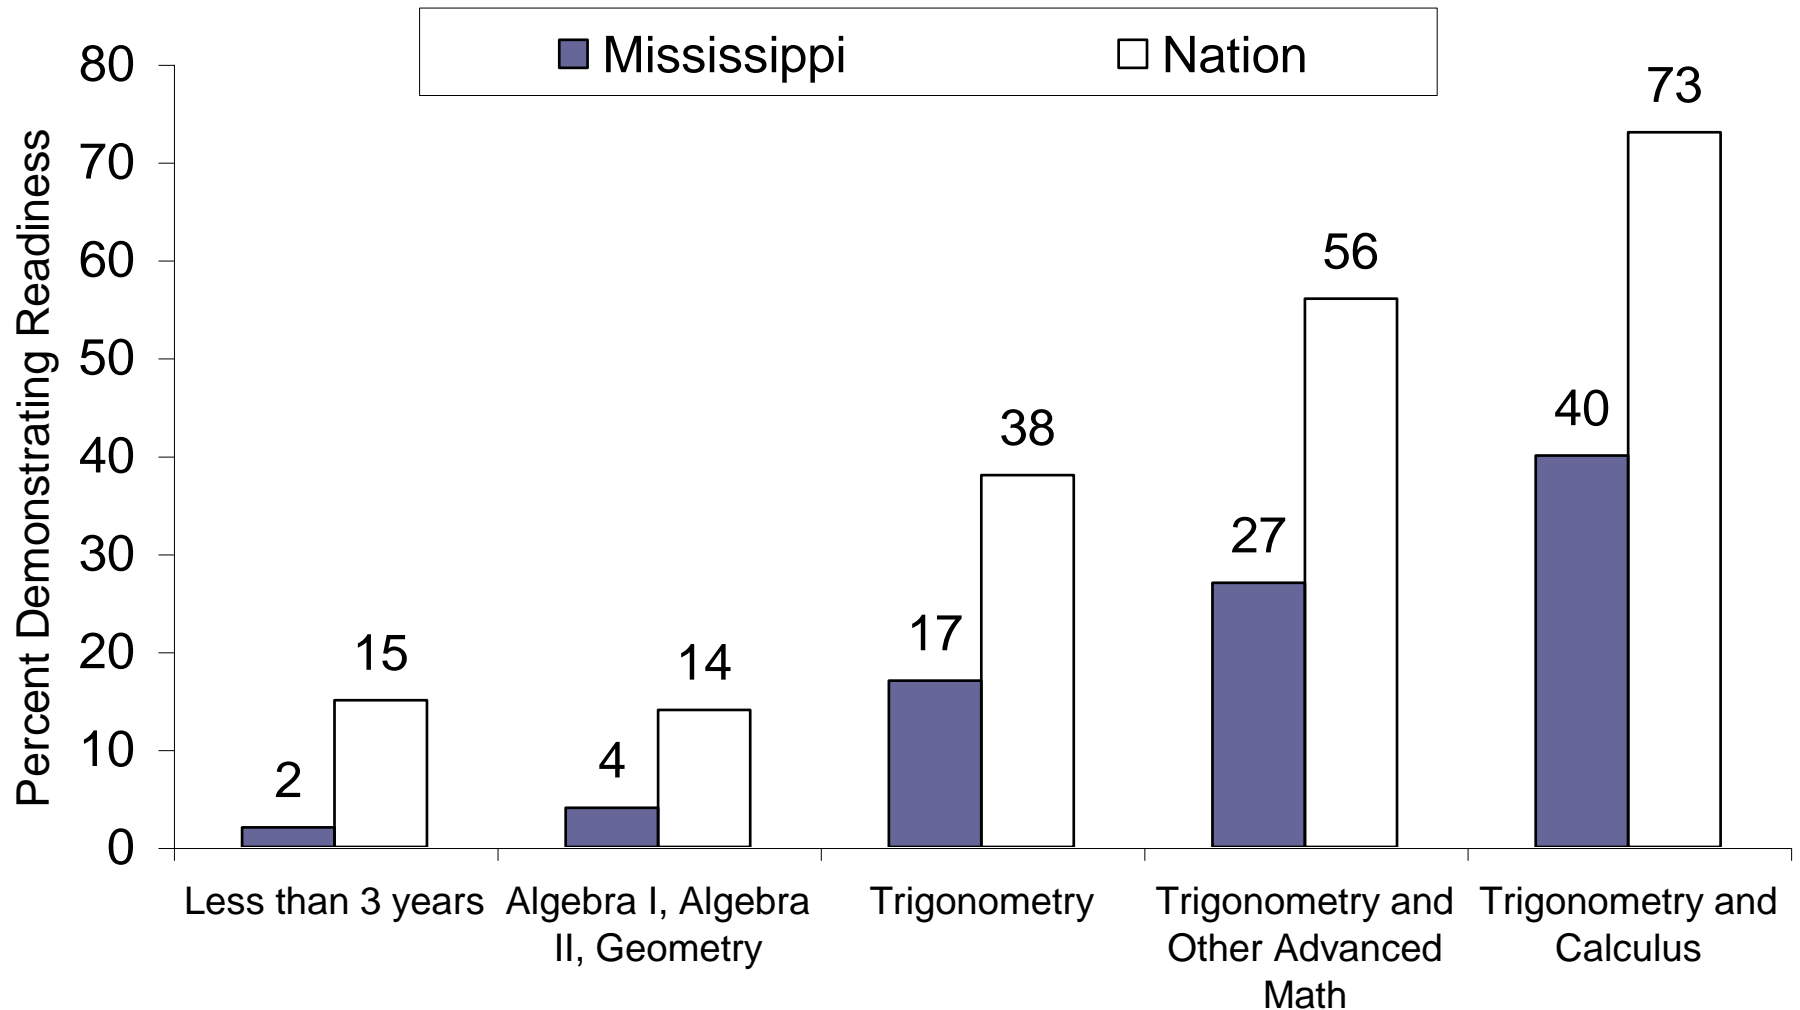 Mississippi Nation
Percent Demonstrating Readiness
80
70
60
50
40
30
20
10
0
2
15
4
14
17
38
27
56
40
73
Less than 3 years
Algebra I, Algebra
II, Geometry
Trigonometry
Trigonometry and
Other Advanced
Math
Trigonometry and
Calculus